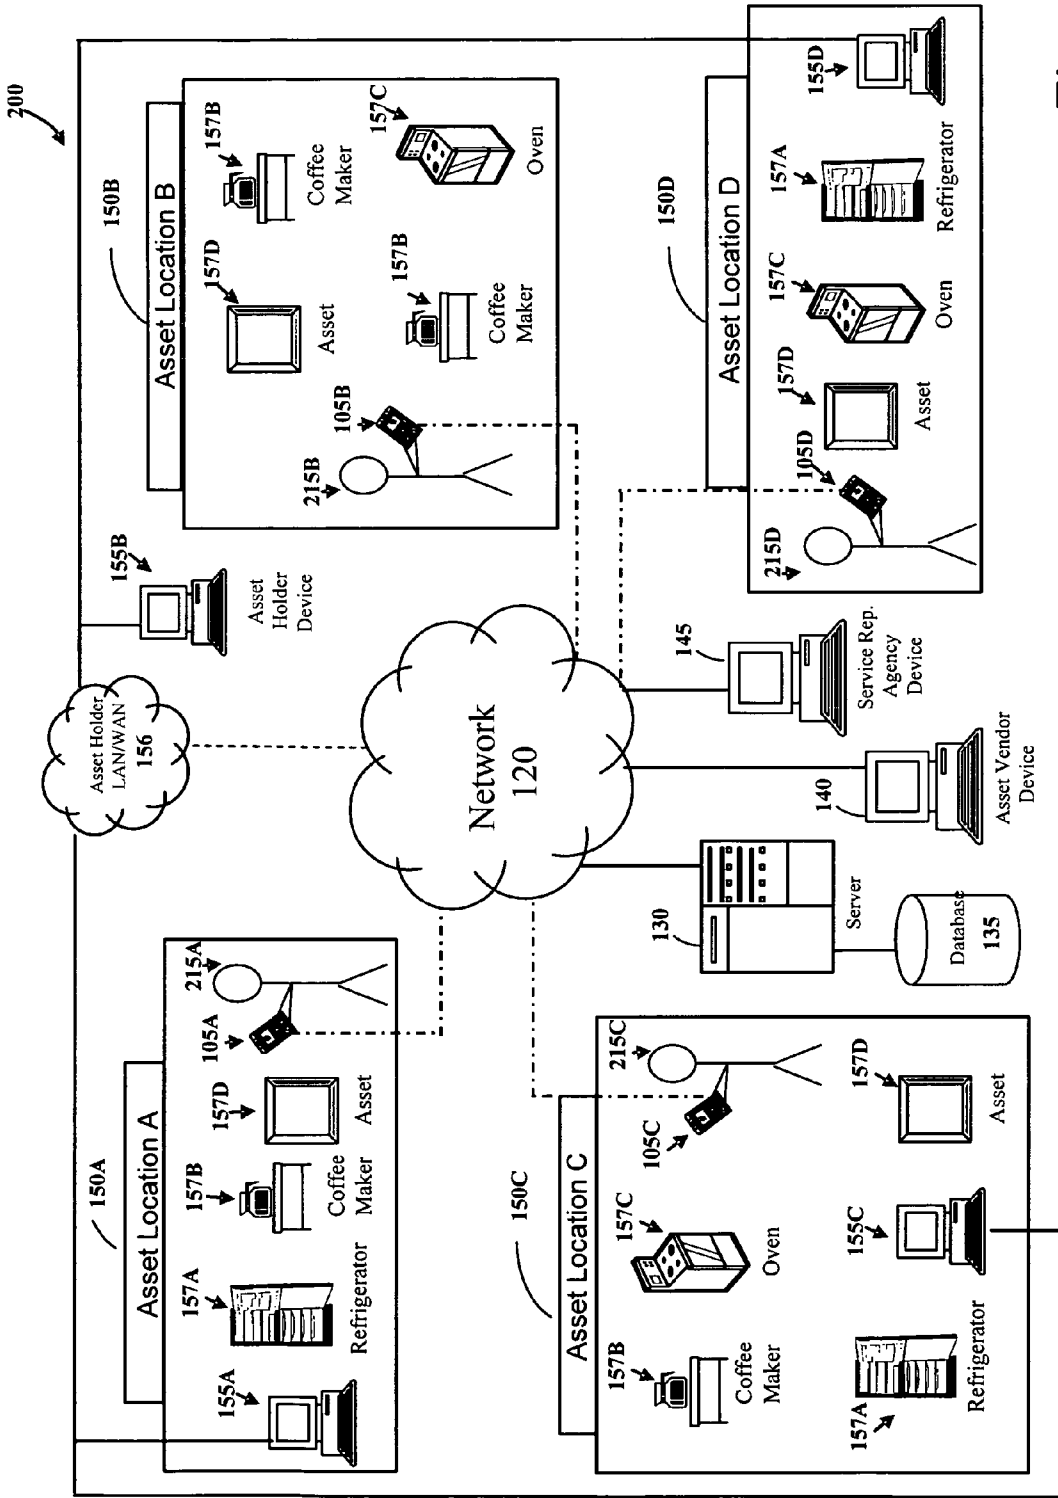 200
Asset Holder
LAN/WAN
156
155B
Asset
Holder
Device
150A
Asset Location A
155A
157A
Refrigerator
157B
Coffee
Maker
157D
Asset
105A
215A
150B
Asset Location B
215B
105B
157D
Asset
157B
Coffee
Maker
157B
Coffee
Maker
157C
Oven
Network
120
150C
Asset Location C
157B
Coffee
Maker
157C
Oven
105C
215C
157A
Refrigerator
155C
157D
Asset
130
Server
Database
135
140
Asset Vendor
Device
145
Service Rep.
Agency
Device
150D
Asset Location D
215D
105D
157D
Asset
157C
Oven
157A
Refrigerator
155D